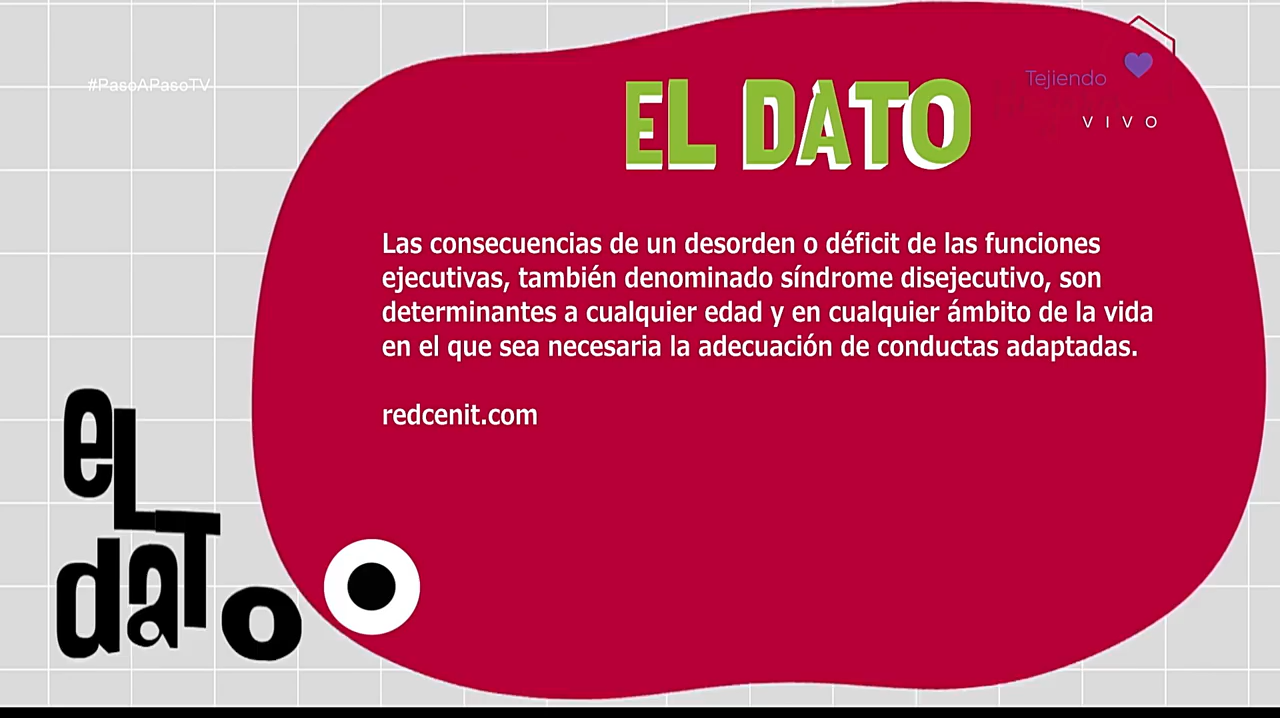 #PasoAPasoTV
Tejiendo
VIVO
EL DATO
Las consecuencias de un desorden o déficit de las funciones
ejecutivas, también denominado síndrome disejecutivo, son
determinantes a cualquier edad y en cualquier ámbito de la vida
en el que sea necesaria la adecuación de conductas adaptadas.
redcenit.com
eL
daTo